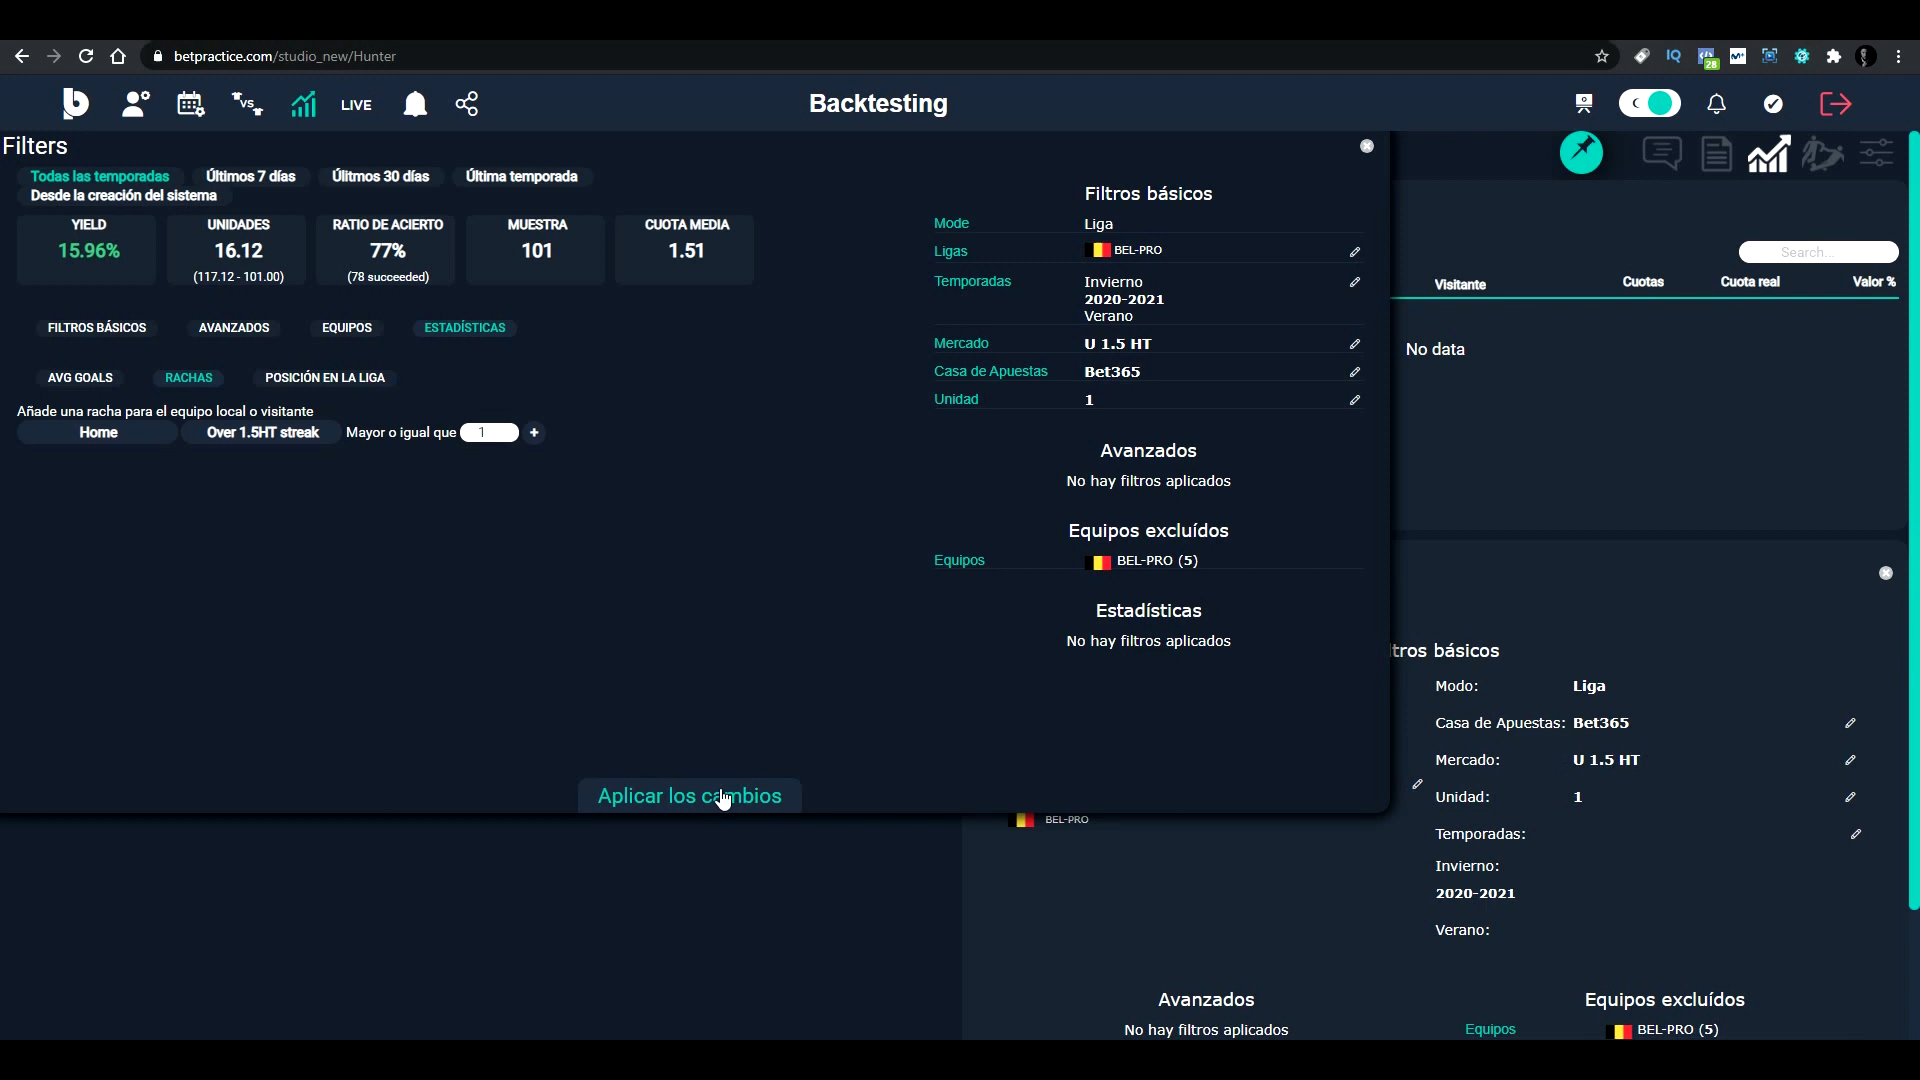 betpractice.com/studio_new/Hunter
IQ
28
b
VS
LIVE
Backtesting
Filters
Todas las temporadas
Últimos 7 días
Úlitmos 30 días
Última temporada
Desde la creación del sistema
YIELD
15.96%
UNIDADES
16.12
(117.12 - 101.00)
RATIO DE ACIERTO
77%
(78 succeeded)
MUESTRA
101
CUOTA MEDIA
1.51
FILTROS BÁSICOS
AVANZADOS
EQUIPOS
ESTADÍSTICAS
AVG GOALS
RACHAS
POSICIÓN EN LA LIGA
Añade una racha para el equipo local o visitante
Home
Over 1.5HT streak
Mayor o igual que
1
+
Aplicar los cambios
Filtros básicos
Mode
Liga
Ligas
BEL-PRO
Temporadas
Invierno
2020-2021
Verano
Mercado
U 1.5 HT
Casa de Apuestas
Bet365
Unidad
1
Avanzados
No hay filtros aplicados
Equipos excluídos
Equipos
BEL-PRO (5)
Estadísticas
No hay filtros aplicados
Search...
Visitante
Cuotas
Cuota real
Valor %
No data
tros básicos
Modo:
Liga
Casa de Apuestas:
Bet365
Mercado:
U 1.5 HT
Unidad:
1
Temporadas:
Invierno:
2020-2021
Verano:
BEL-PRO
Avanzados
No hay filtros aplicados
Equipos excluídos
Equipos
BEL-PRO (5)